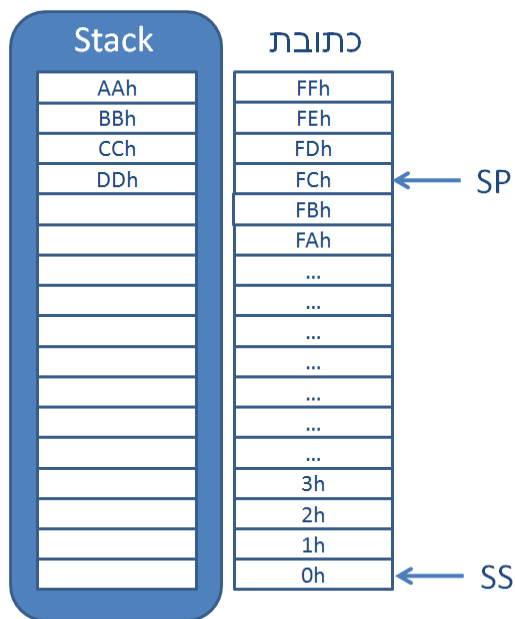 Stack כתובת
AAh FFh
BBh FEh
CCh FDh
DDh FCh SP
FBh
FAh
...
...
...
...
...
...
...
3h
2h
1h
0h SS